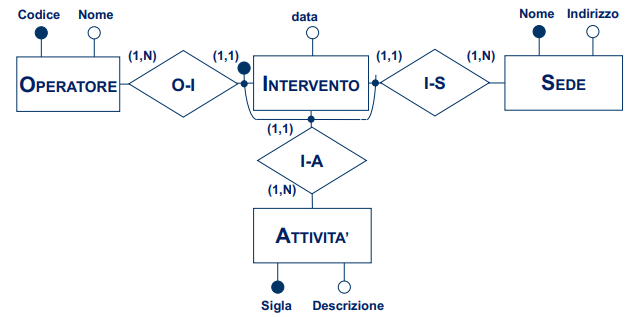 Codice Nome data Nome Indirizzo
(1,N) (1,1) (1,1) (1,N)
OPERATORE O-I INTERVENTO I-S SEDE
(1,1)
I-A
(1,N)
ATTIVITA’
Sigla Descrizione